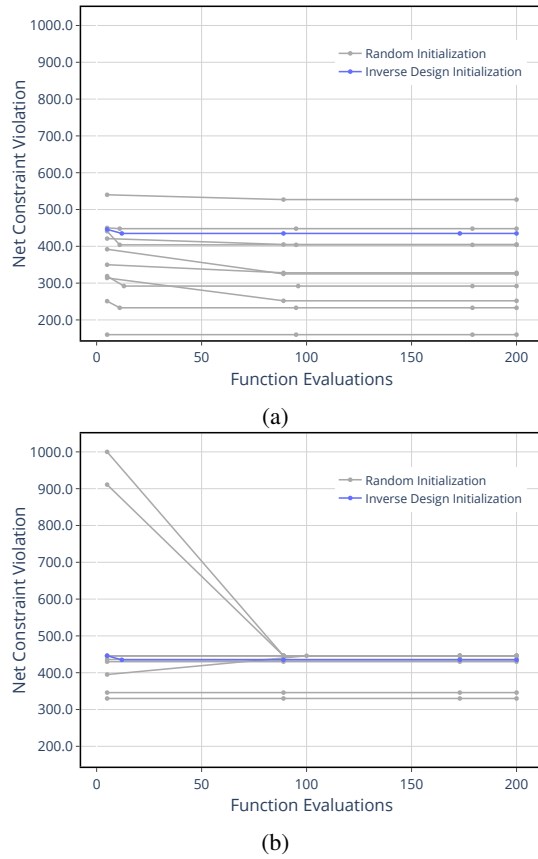 1000.0
900.0
800.0
700.0
600.0
500.0
400.0
300.0
200.0
Net Constraint Violation
Random Initialization
Inverse Design Initialization
0 50 100 150 200
Function Evaluations
(a)
1000.0
900.0
800.0
700.0
600.0
500.0
400.0
300.0
200.0
Net Constraint Violation
Random Initialization
Inverse Design Initialization
0 50 100 150 200
Function Evaluations
(b)